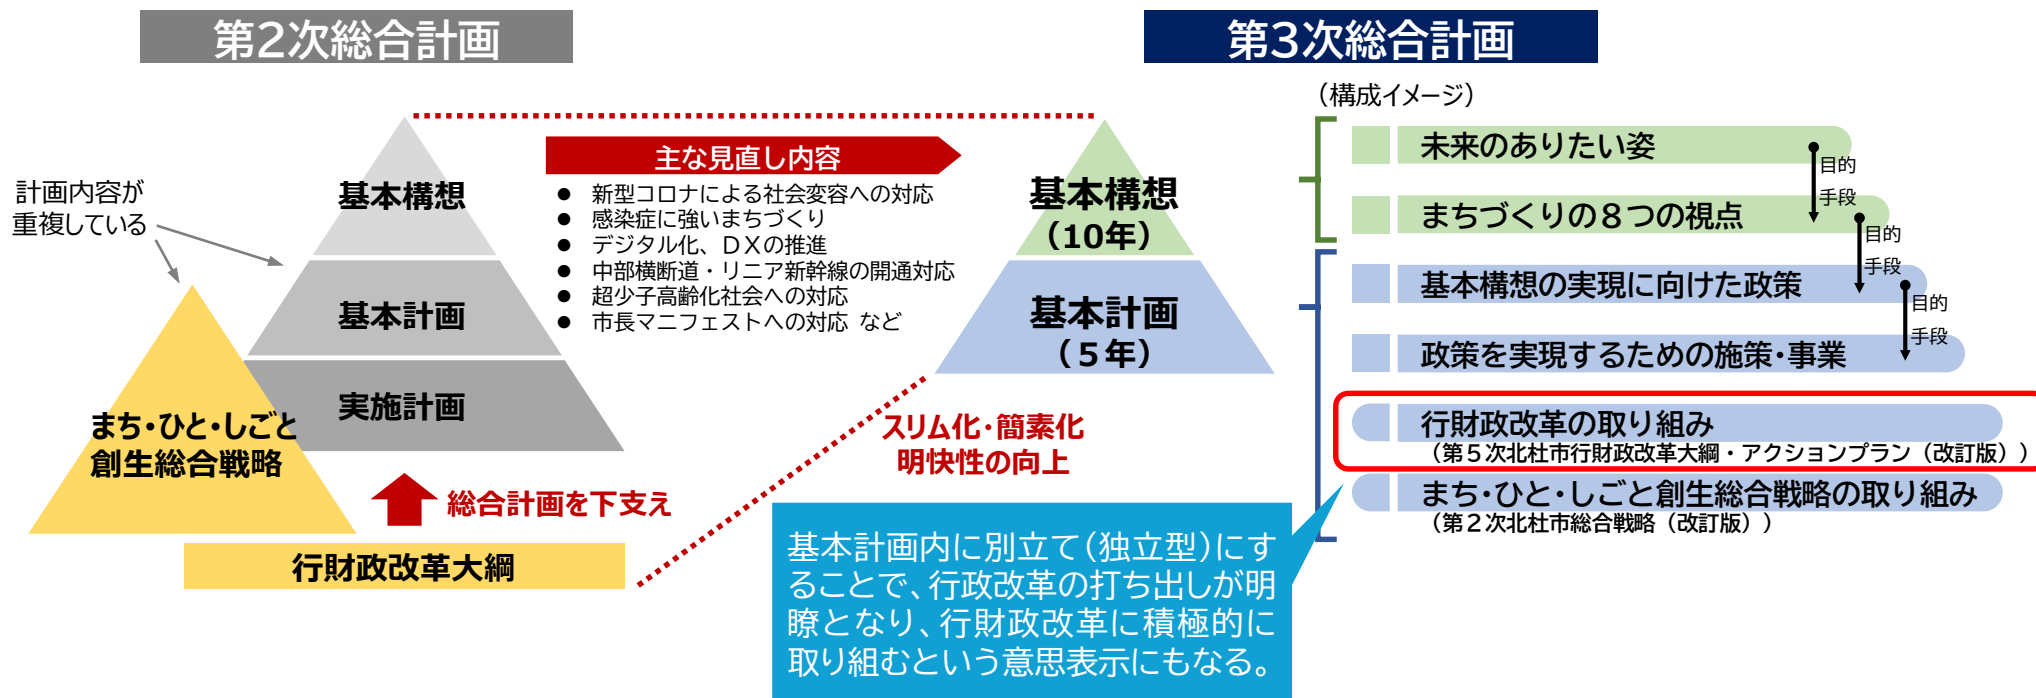 第2次総合計画
第3次総合計画
(構成イメージ)
計画内容が
重複している
基本構想
基本計画
実施計画
まち・ひと・しごと
創生総合戦略
総合計画を下支え
行財政改革大綱
主な見直し内容
● 新型コロナによる社会変容への対応
● 感染症に強いまちづくり
● デジタル化、DXの推進
● 中部横断道・リニア新幹線の開通対応
● 超少子高齢化社会への対応
● 市長マニフェストへの対応 など
基本構想
(10年)
基本計画
(5年)
スリム化・簡素化
明快性の向上
未来のありたい姿
目的
手段
まちづくりの8つの視点
目的
手段
基本構想の実現に向けた政策
目的
手段
政策を実現するための施策・事業
行財政改革の取り組み
(第5次北杜市行財政改革大綱・アクションプラン(改訂版))
まち・ひと・しごと創生総合戦略の取り組み
(第2次北杜市総合戦略(改訂版))
基本計画内に別立て(独立型)にす
ることで、行政改革の打ち出しが明
瞭となり、行財政改革に積極的に
取り組むという意思表示にもなる。